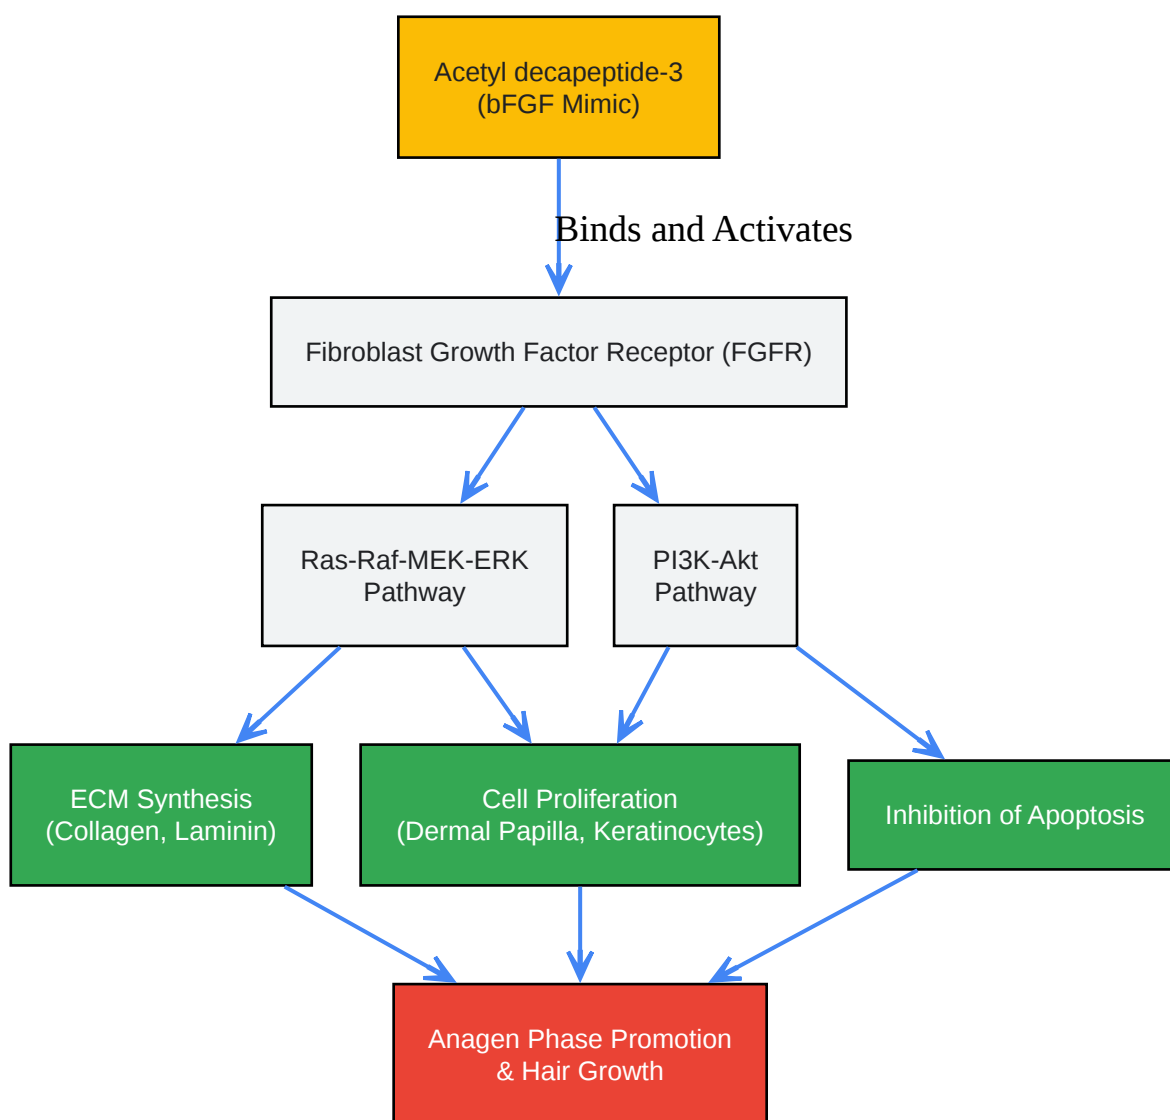 Acetyl decapeptide-3
(bFGF Mimic)
Binds and Activates
Fibroblast Growth Factor Receptor (FGFR)
Ras-Raf-MEK-ERK
Pathway
PI3K-Akt
Pathway
ECM Synthesis
(Collagen, Laminin)
Cell Proliferation
(Dermal Papilla, Keratinocytes)
Inhibition of Apoptosis
Anagen Phase Promotion
& Hair Growth